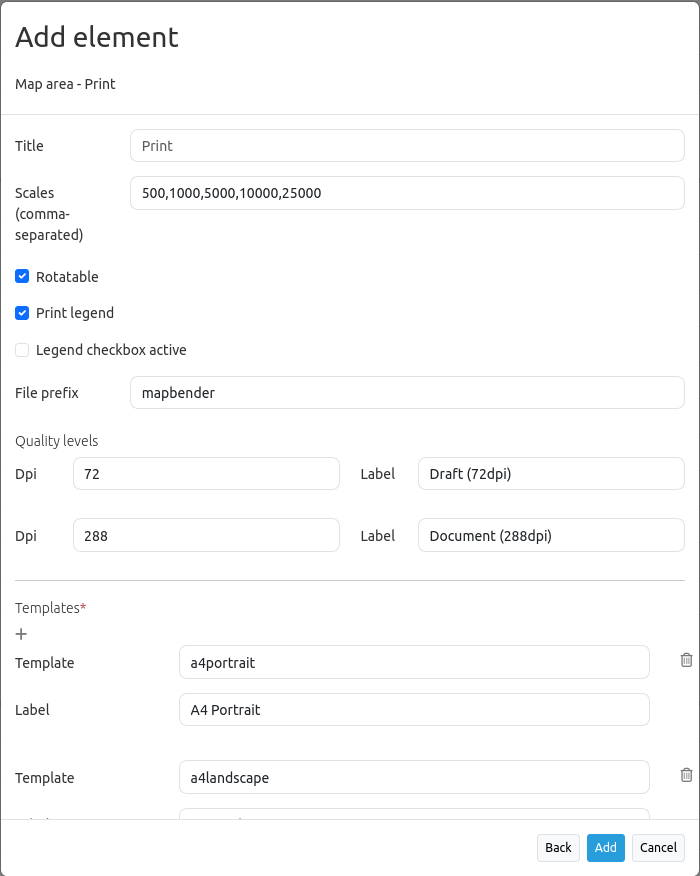 Add element
Map area - Print
Title
Print
Scales
(comma-
separated)
500,1000,5000,10000,25000
Rotatable
Print legend
Legend checkbox active
File prefix
mapbender
Quality levels
Dpi
72
Label
Draft (72dpi)
Dpi
288
Label
Document (288dpi)
Templates*
Template
a4portrait
Label
A4 Portrait
Template
a4landscape
Back
Add
Cancel